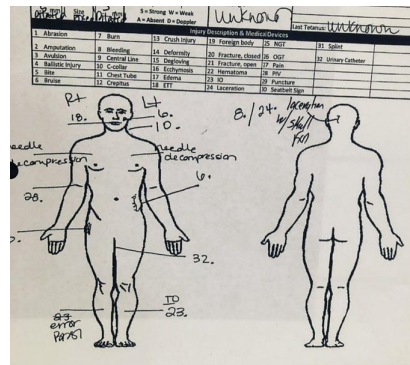 Size mm
S = Strong W = Weak
A = Absent D = Doppler
Unknown
Last Tetanus: Unknown
Injury Description & Medical Devices
1 Abrasion 7 Burn 13 Crush Injury 19 Foreign body 25 NGT 31 Splint
2 Amputation 8 Bleeding 14 Deformity 20 Fracture, closed 26 OGT 32 Urinary Catheter
3 Avulsion 9 Central Line 15 Degloving 21 Fracture, open 27 Pain
4 Ballistic Injury 10 C-collar 16 Ecchymosis 22 Hematoma 28 PIV
5 Bite 11 Chest Tube 17 Edema 23 IO 29 Puncture
6 Bruise 12 Crepitus 18 ETT 24 Laceration 30 Seatbelt Sign
Rt Lt
18. 6.
10.
8./24. laceration
w/ skull
needle
decompression
needle
decompression
6.
28.
32.
IO
23.
23
error